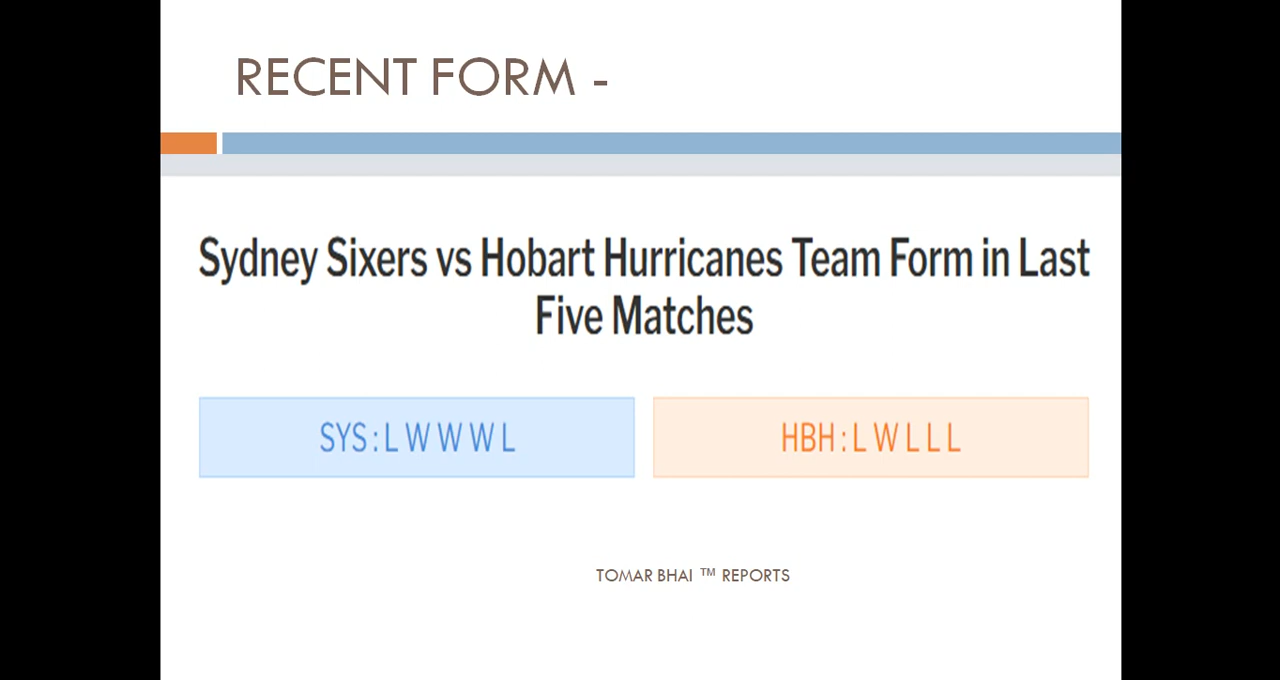 RECENT FORM -
Sydney Sixers vs Hobart Hurricanes Team Form in Last
Five Matches
SYS : L W W W L
HBH : L W L L L
TOMAR BHAI ™ REPORTS